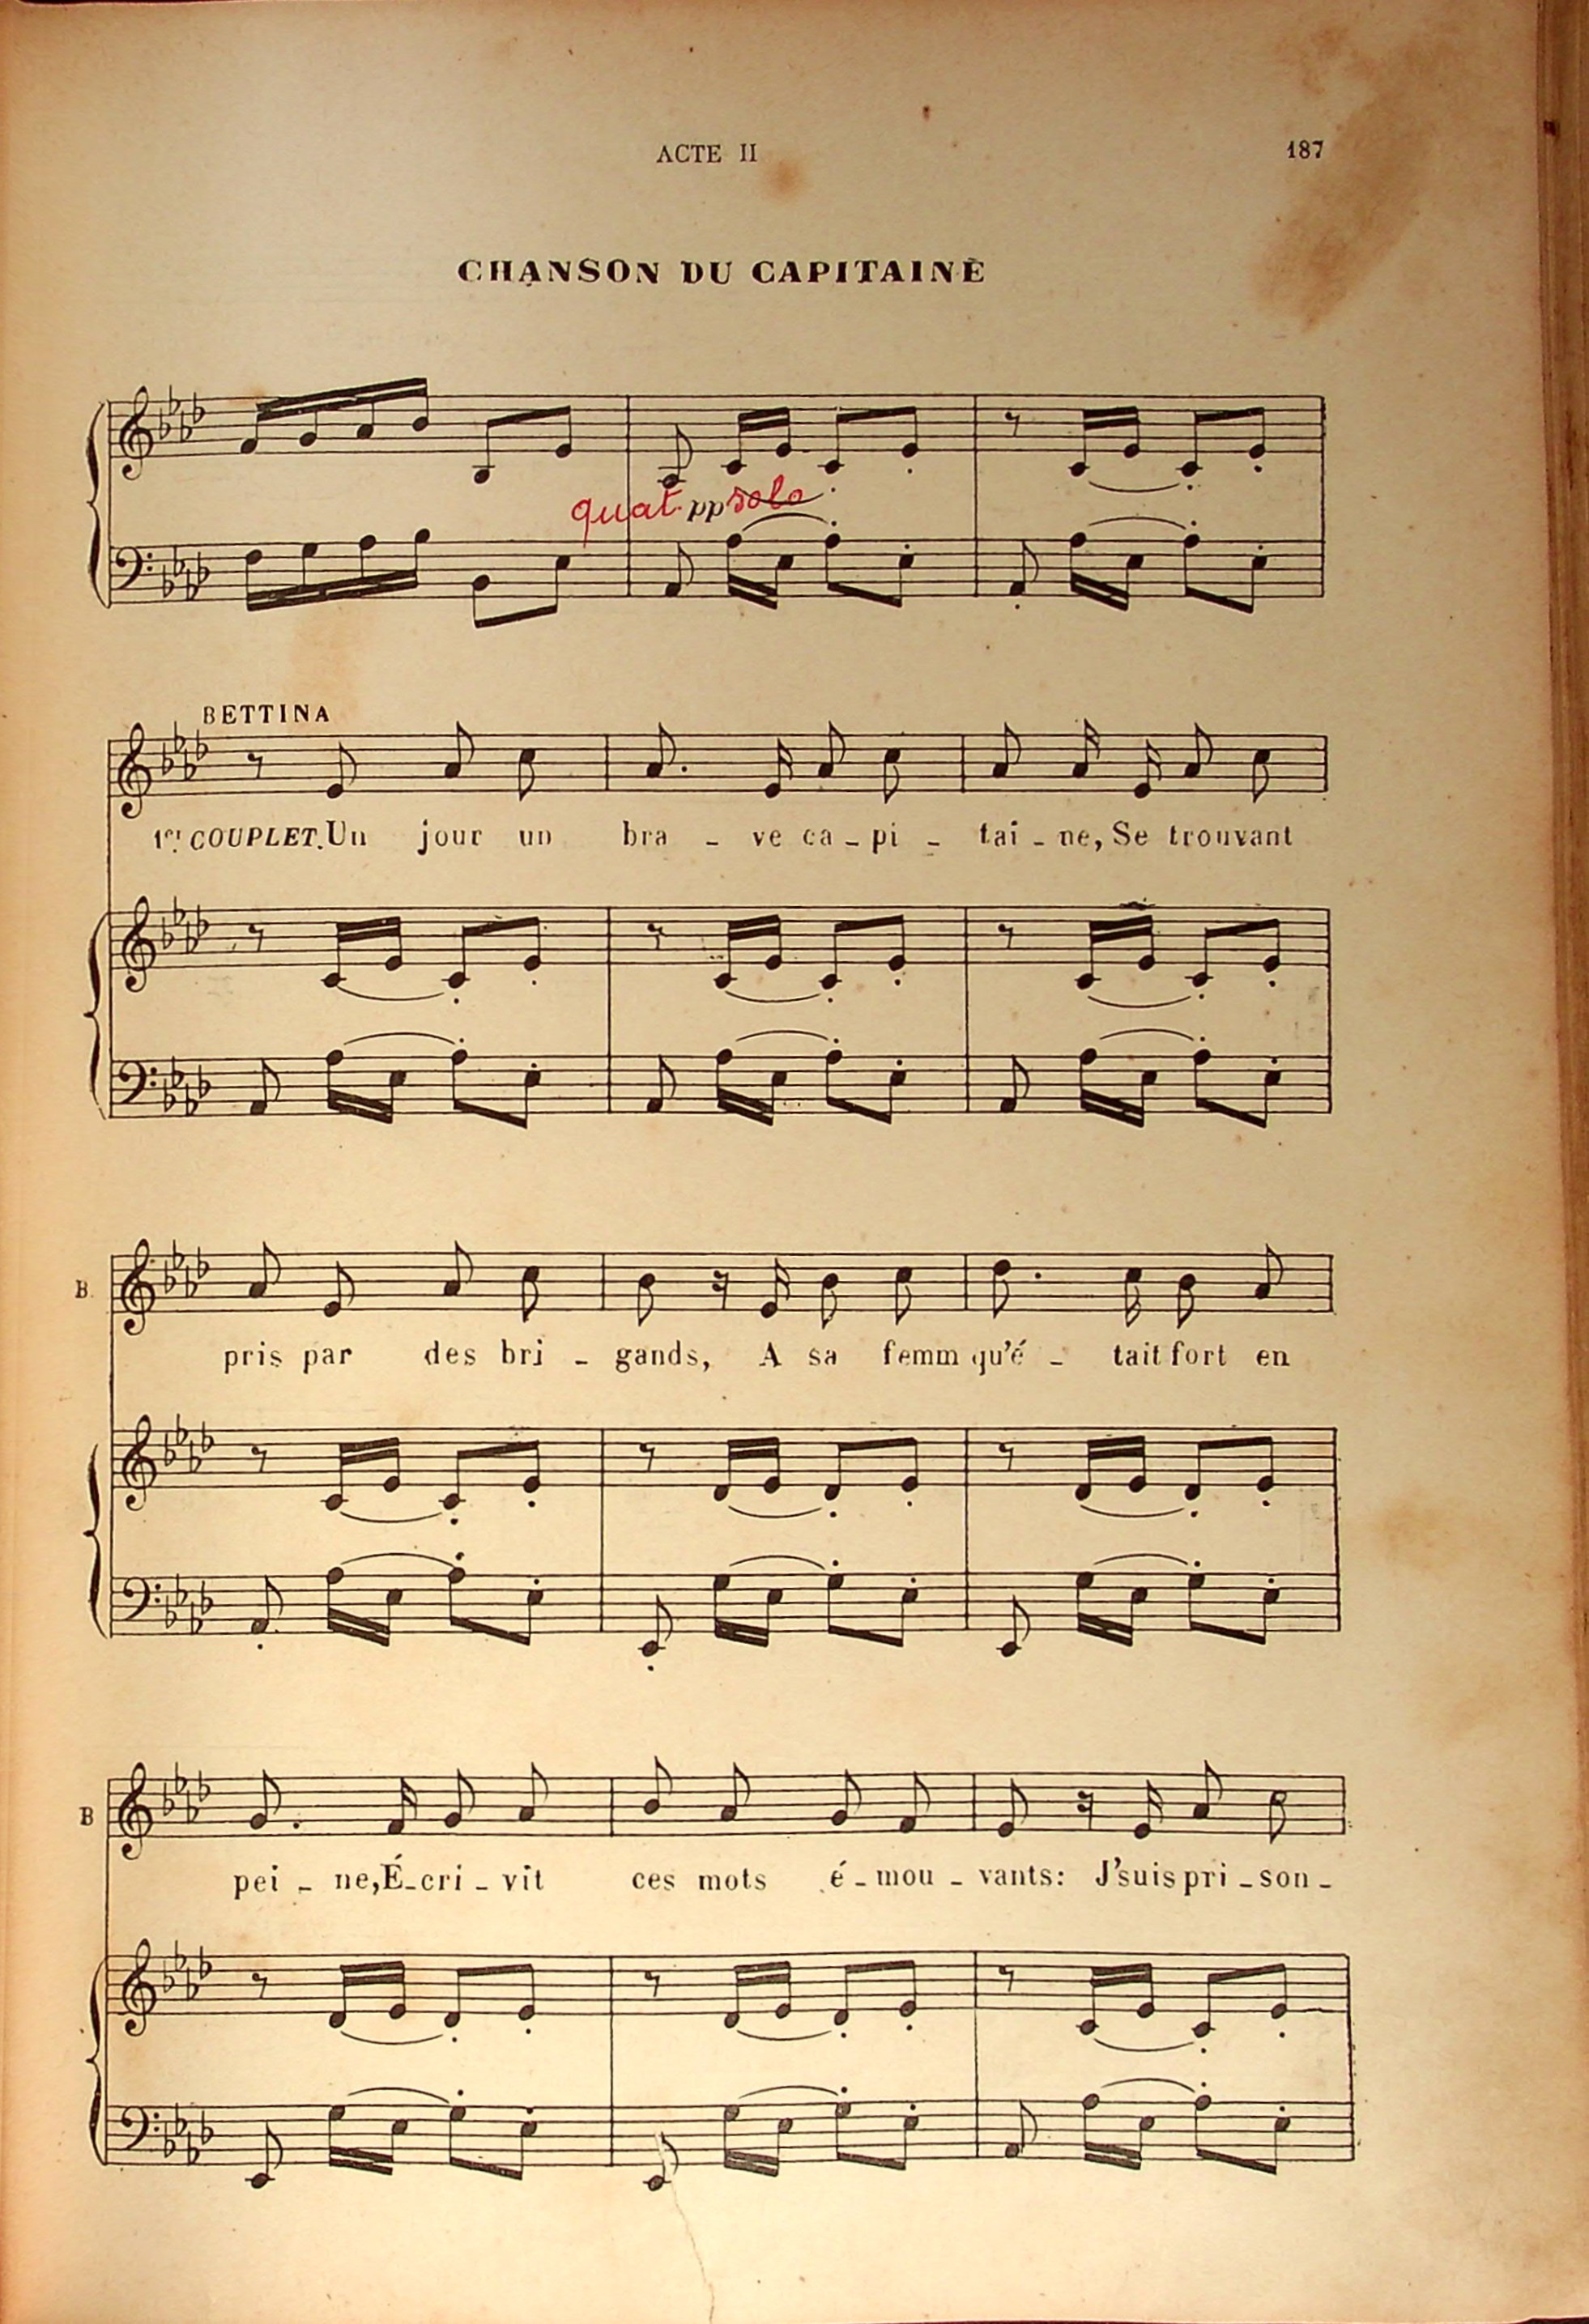 ACTE II
187
CHANSON DU CAPITAINE
quat. pp solo
BETTINA
1er COUPLET. Un jour un bra - ve ca - pi - tai - ne, Se trouvant
B
pris par des bri - gands, A sa femm qu'é - tait fort en
B
pei - ne, É - cri - vit ces mots é - mou - vants: J'suis pri - son -